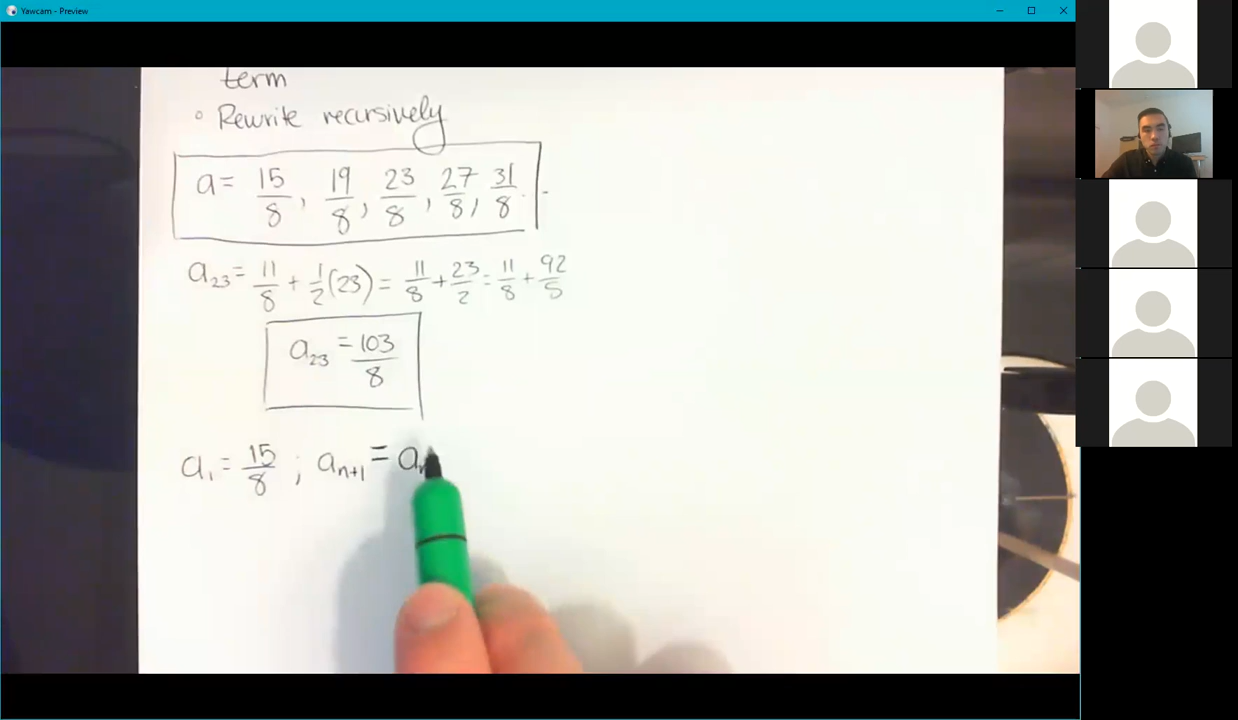 Yawcam - Preview
term
◦ Rewrite recursively
a = 15/8, 19/8, 23/8, 27/8, 31/8
a₂₃ = 11/8 + 1/2 (23) = 11/8 + 23/2 = 11/8 + 92/8
a₂₃ = 103/8
a₁ = 15/8 ; aₙ₊₁ = aₙ